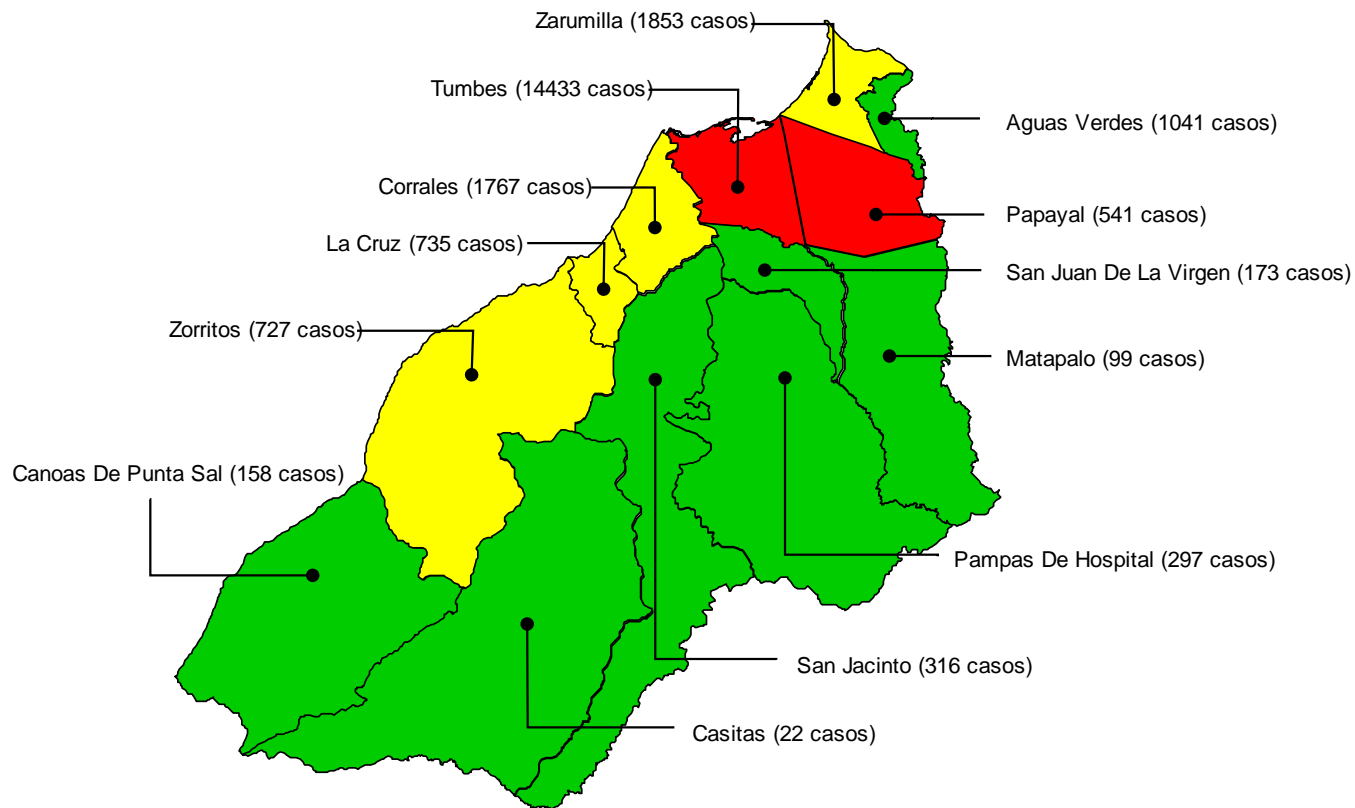 Zarumilla (1853 casos)
Tumbes (14433 casos)
Aguas Verdes (1041 casos)
Corrales (1767 casos)
Papayal (541 casos)
La Cruz (735 casos)
San Juan De La Virgen (173 casos)
Zorritos (727 casos)
Matapalo (99 casos)
Canoas De Punta Sal (158 casos)
Pampas De Hospital (297 casos)
San Jacinto (316 casos)
Casitas (22 casos)